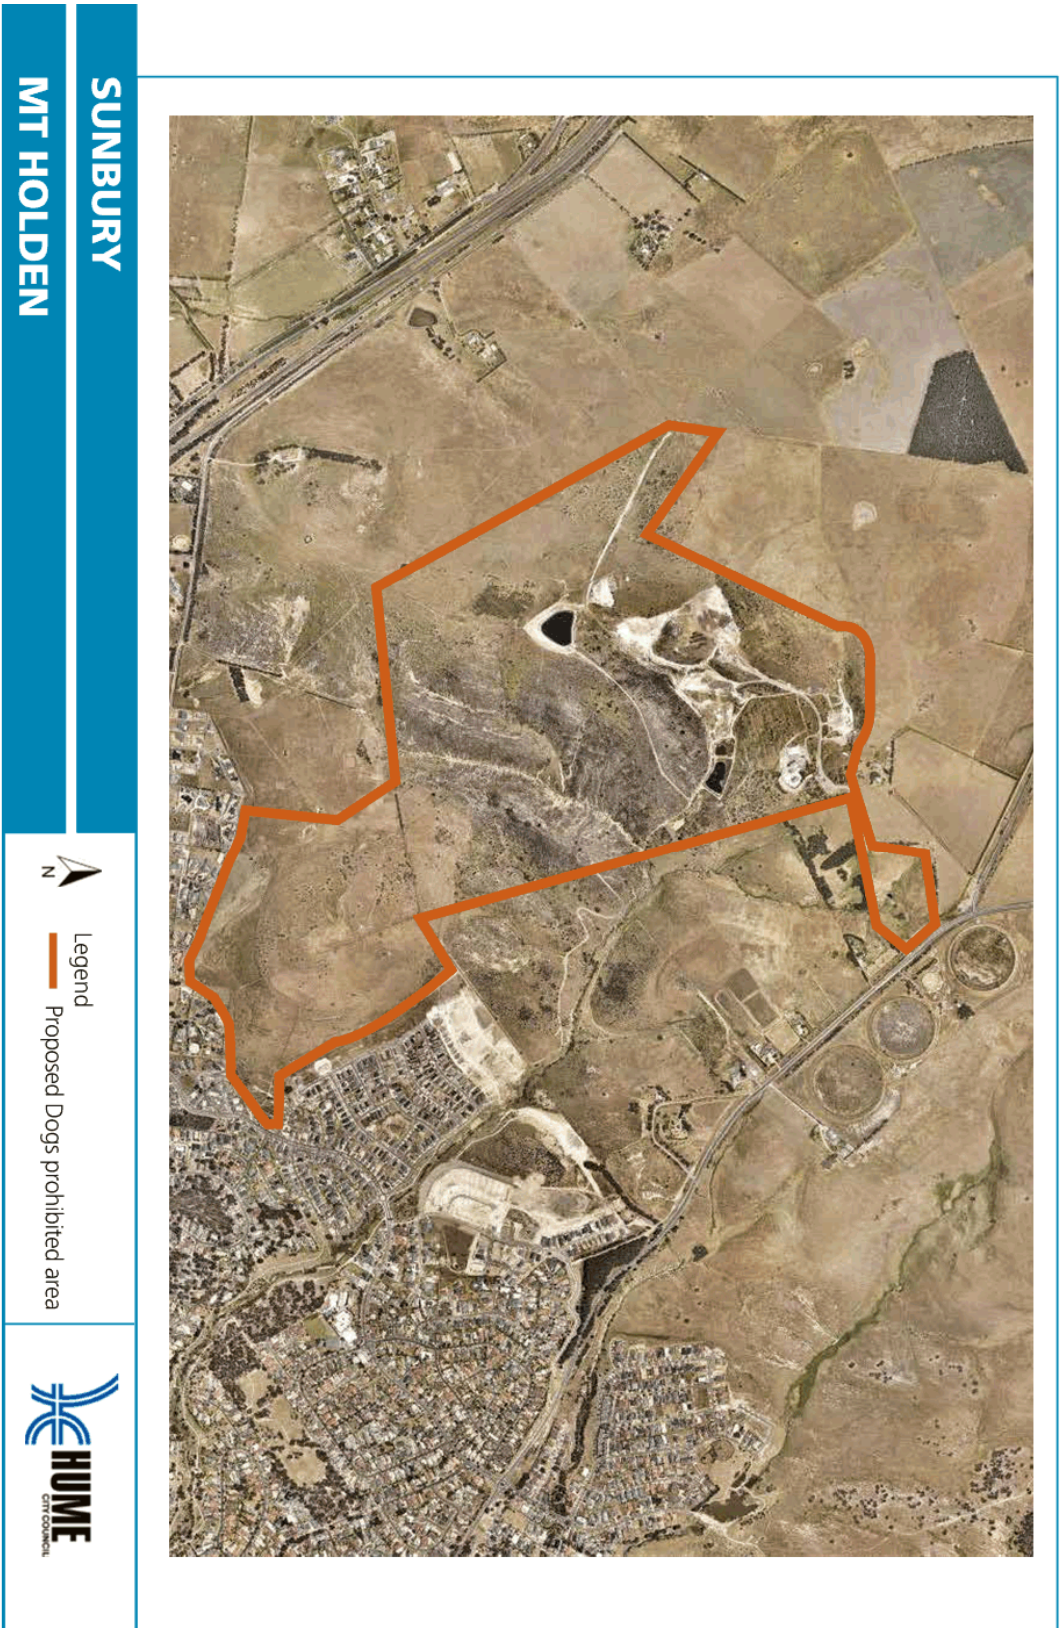 SUNBURY
MT HOLDEN
N
Legend
Proposed Dogs prohibited area
HUME
CITY COUNCIL